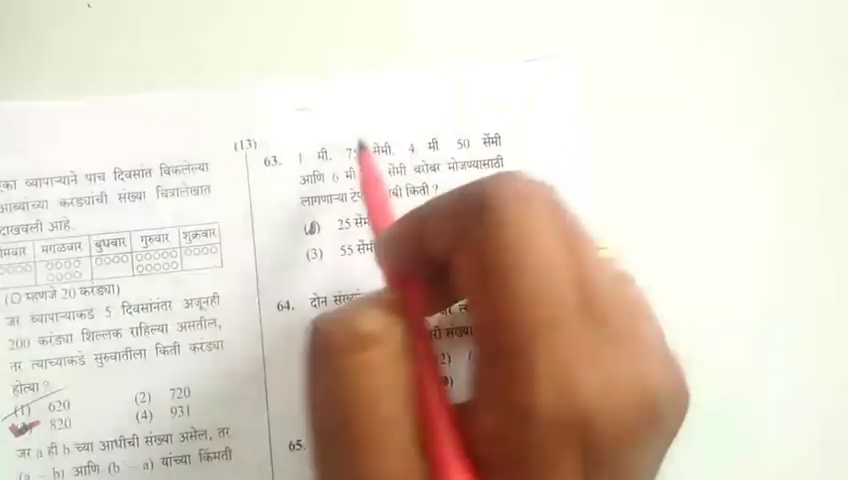 (13)
एका व्यापाऱ्याने पाच दिवसांत विकलेल्या
आंब्याच्या करंड्यांची संख्या चित्रालेखात
दाखवली आहे.
मंगळवार बुधवार गुरुवार शुक्रवार
(O म्हणजे 20 करंड्या)
जर व्यापाऱ्याकडे 5 दिवसांनंतर अजूनही
200 करंड्या शिल्लक राहिल्या असतील,
तर त्याच्याकडे सुरुवातीला किती करंड्या
होत्या ?
(1) 620 (2) 720
820 (4) 931
जर a ही b च्या आधीची संख्या असेल, तर
(a – b) आणि (b – a) यांच्या किंमती
63. 1 मी. सेंमी, 4 मी 50 सेंमी
आणि 6 मी सेंमी बरोबर मोजण्यासाठी
लागणाऱ्या किती ?
25 सेंमी
(3) 55 सेंमी
64. दोन
65.